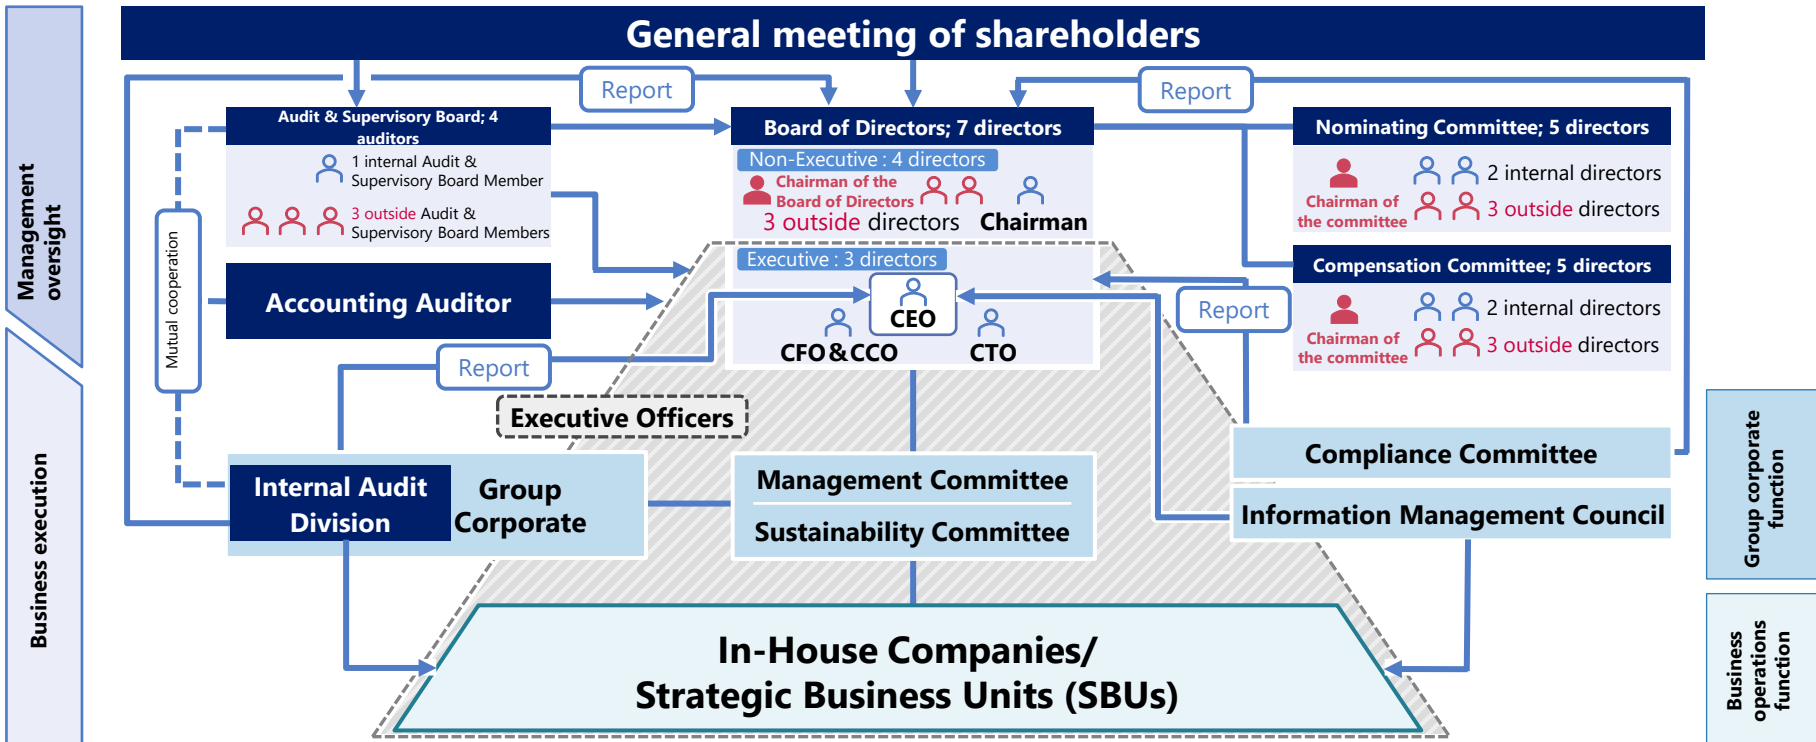 General meeting of shareholders
Management
oversight
Business execution
Report
Report
Audit & Supervisory Board; 4
auditors
1 internal Audit &
Supervisory Board Member
3 outside Audit &
Supervisory Board Members
Mutual cooperation
Accounting Auditor
Board of Directors; 7 directors
Non-Executive : 4 directors
Chairman of the
Board of Directors
3 outside directors
Chairman
Executive : 3 directors
CEO
CFO&CCO
CTO
Nominating Committee; 5 directors
2 internal directors
Chairman of
the committee
3 outside directors
Compensation Committee; 5 directors
2 internal directors
Chairman of
the committee
3 outside directors
Report
Report
Executive Officers
Internal Audit
Division
Group
Corporate
Management Committee
Sustainability Committee
Compliance Committee
Information Management Council
Group corporate
function
In-House Companies/
Strategic Business Units (SBUs)
Business
operations
function